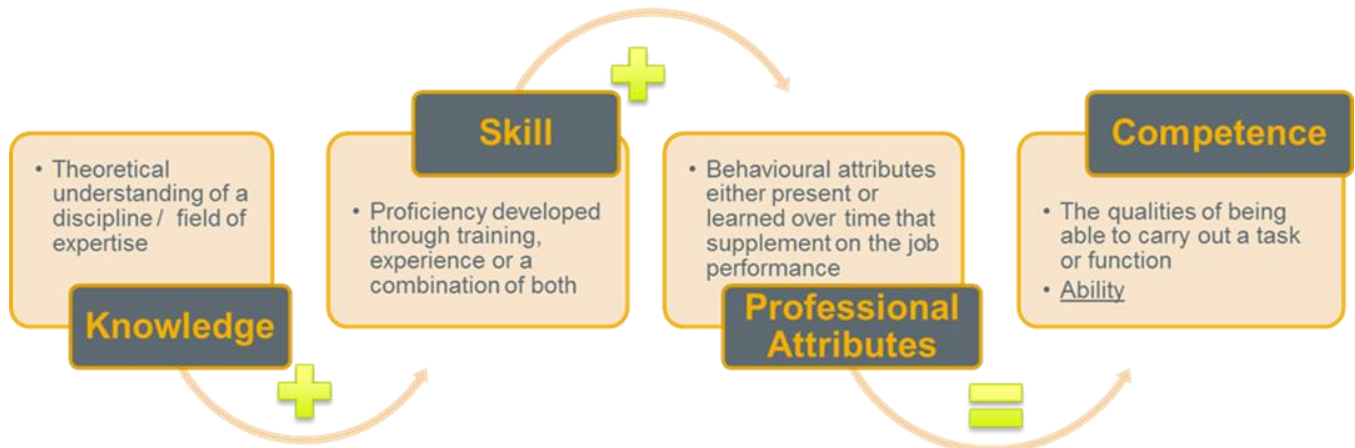 • Theoretical
understanding of a
discipline / field of
expertise
Knowledge
Skill
• Proficiency developed
through training,
experience or a
combination of both
• Behavioural attributes
either present or
learned over time that
supplement on the job
performance
Professional
Attributes
Competence
• The qualities of being
able to carry out a task
or function
• Ability